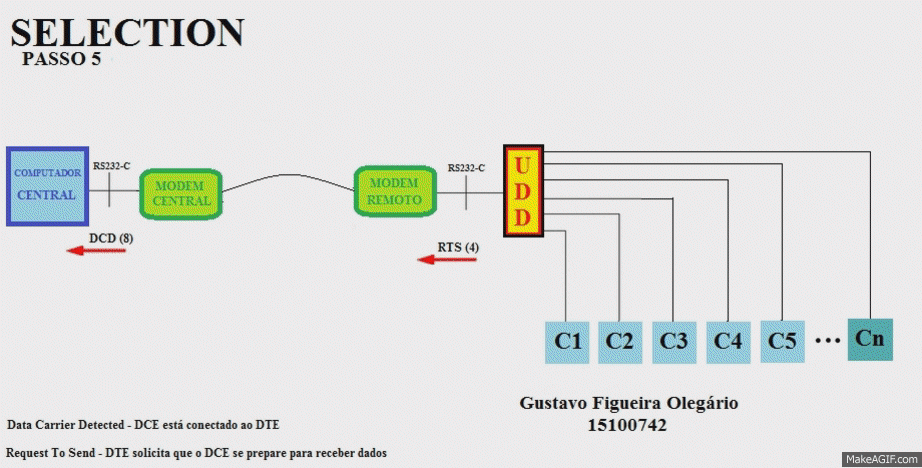 SELECTION
PASSO 5
COMPUTADOR
CENTRAL
RS232-C
MODEM
CENTRAL
MODEM
REMOTO
RS232-C
U
D
D
DCD (8)
RTS (4)
C1 C2 C3 C4 C5 ••• Cn
Gustavo Figueira Olegário
15100742
Data Carrier Detected - DCE está conectado ao DTE
Request To Send - DTE solicita que o DCE se prepare para receber dados
MakeAGIF.com